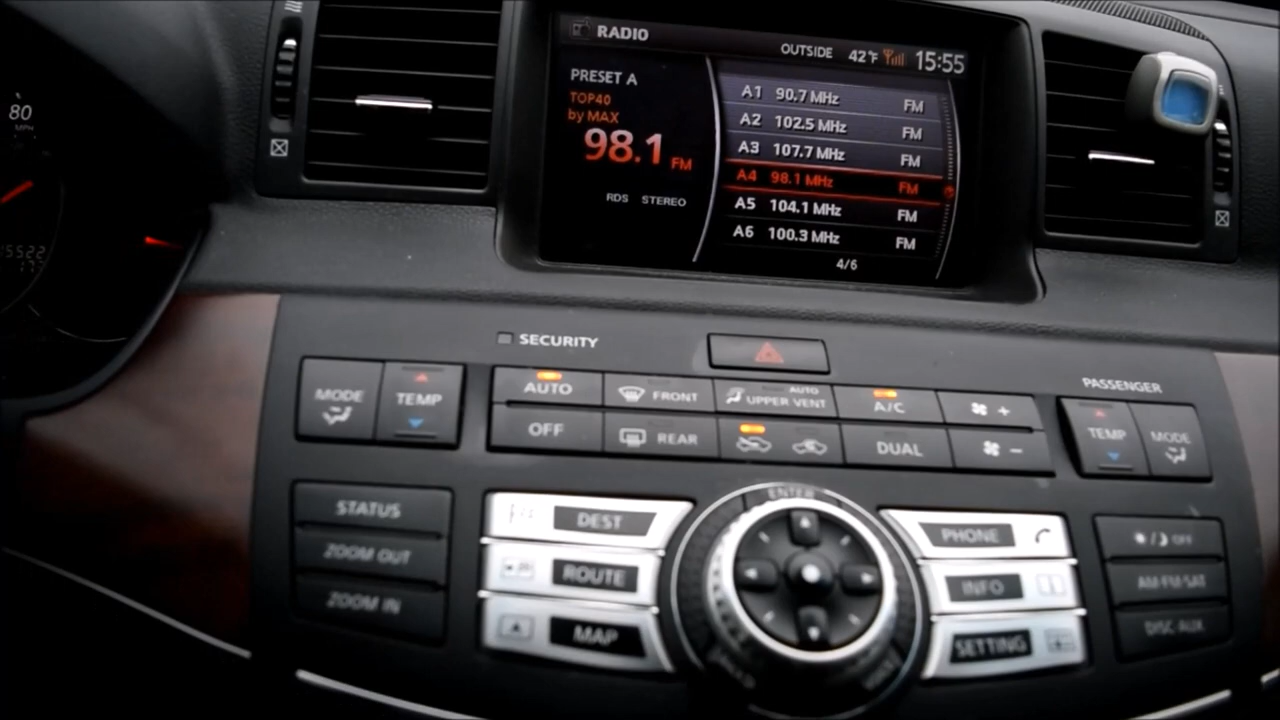 80
MPH
RADIO
OUTSIDE 42°F 15:55
PRESET A
TOP40
by MAX
98.1 FM
RDS STEREO
A1 90.7 MHz FM
A2 102.5 MHz FM
A3 107.7 MHz FM
A4 98.1 MHz FM
A5 104.1 MHz FM
A6 100.3 MHz FM
4/6
SECURITY
PASSENGER
MODE TEMP
AUTO FRONT AUTO UPPER VENT A/C +
OFF REAR DUAL −
TEMP MODE
STATUS
ZOOM OUT
ZOOM IN
DEST
ROUTE
MAP
ENTER
PHONE
INFO
SETTING
OFF
AM·FM·SAT
DISC·AUX